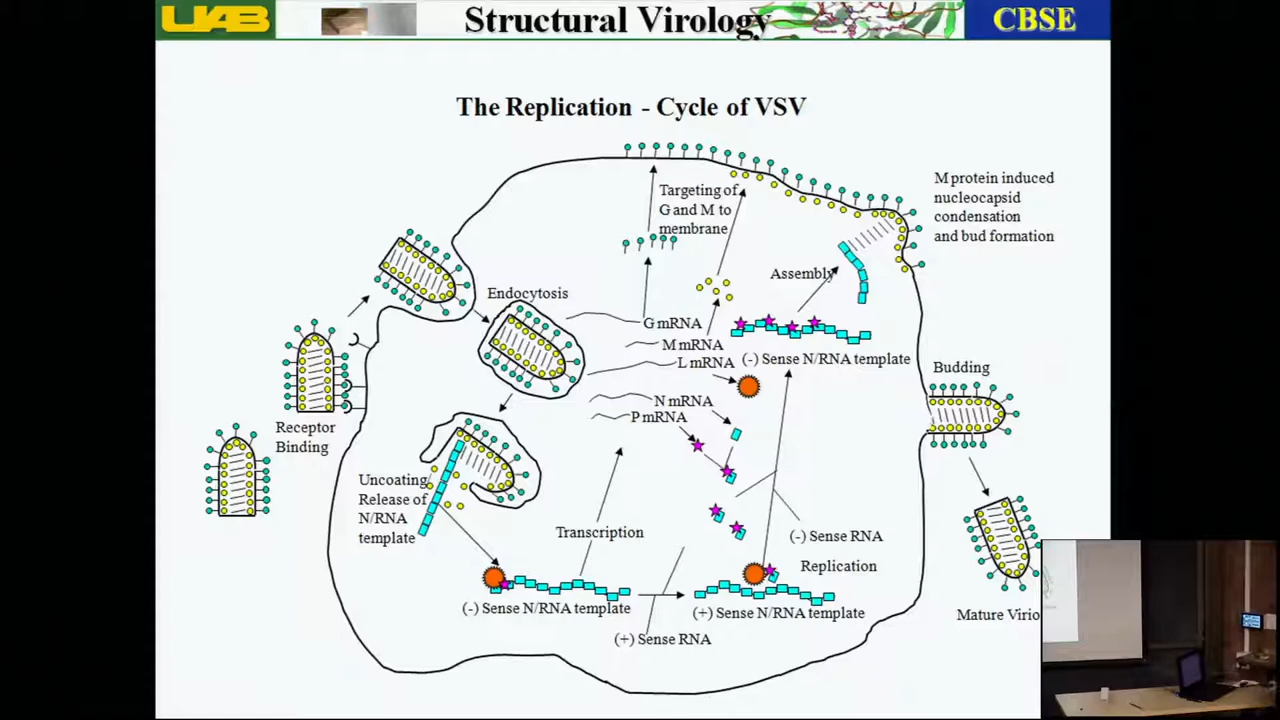 UAB
Structural Virology
CBSE
The Replication - Cycle of VSV
Targeting of
G and M to
membrane
M protein induced
nucleocapsid
condensation
and bud formation
Assembly
Endocytosis
G mRNA
M mRNA
L mRNA
(-) Sense N/RNA template
Budding
N mRNA
P mRNA
Receptor
Binding
Uncoating
Release of
N/RNA
template
Transcription
(-) Sense RNA
Replication
(-) Sense N/RNA template
(+) Sense N/RNA template
(+) Sense RNA
Mature Virio